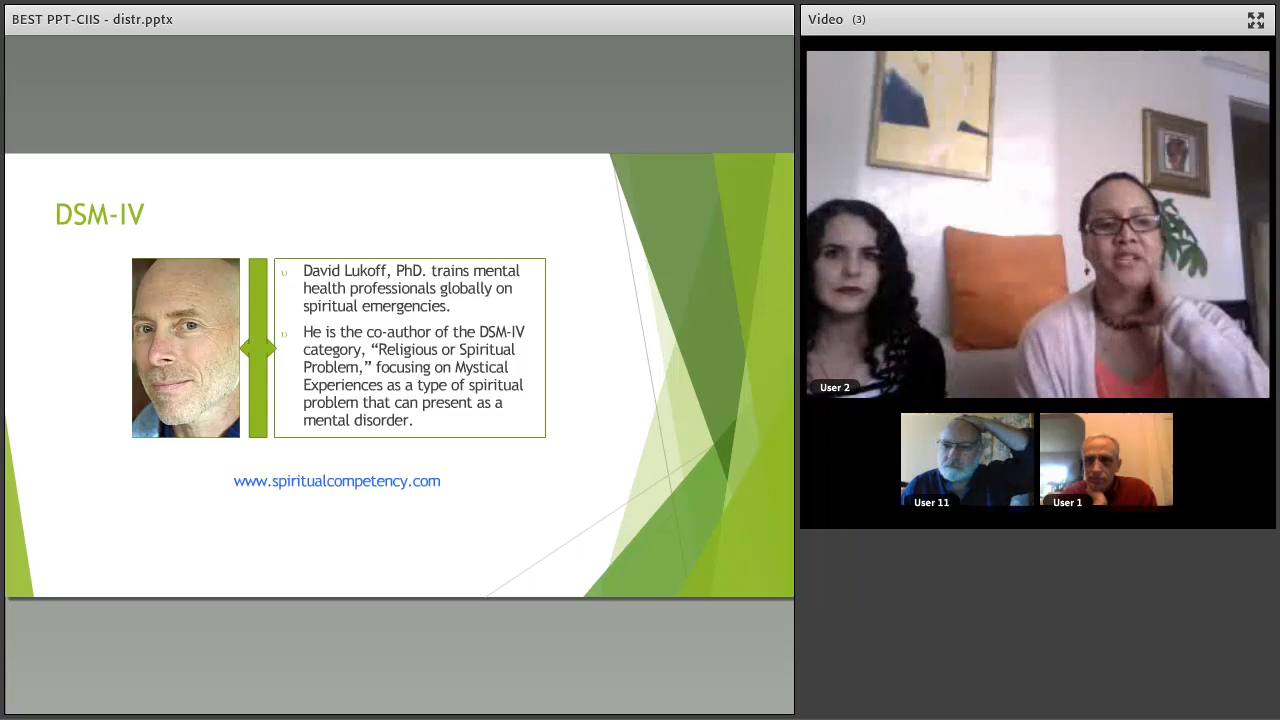 BEST PPT-CIIS - distr.pptx
Video (3)
DSM-IV
David Lukoff, PhD. trains mental
health professionals globally on
spiritual emergencies.
He is the co-author of the DSM-IV
category, “Religious or Spiritual
Problem,” focusing on Mystical
Experiences as a type of spiritual
problem that can present as a
mental disorder.
www.spiritualcompetency.com
User 2
User 11
User 1